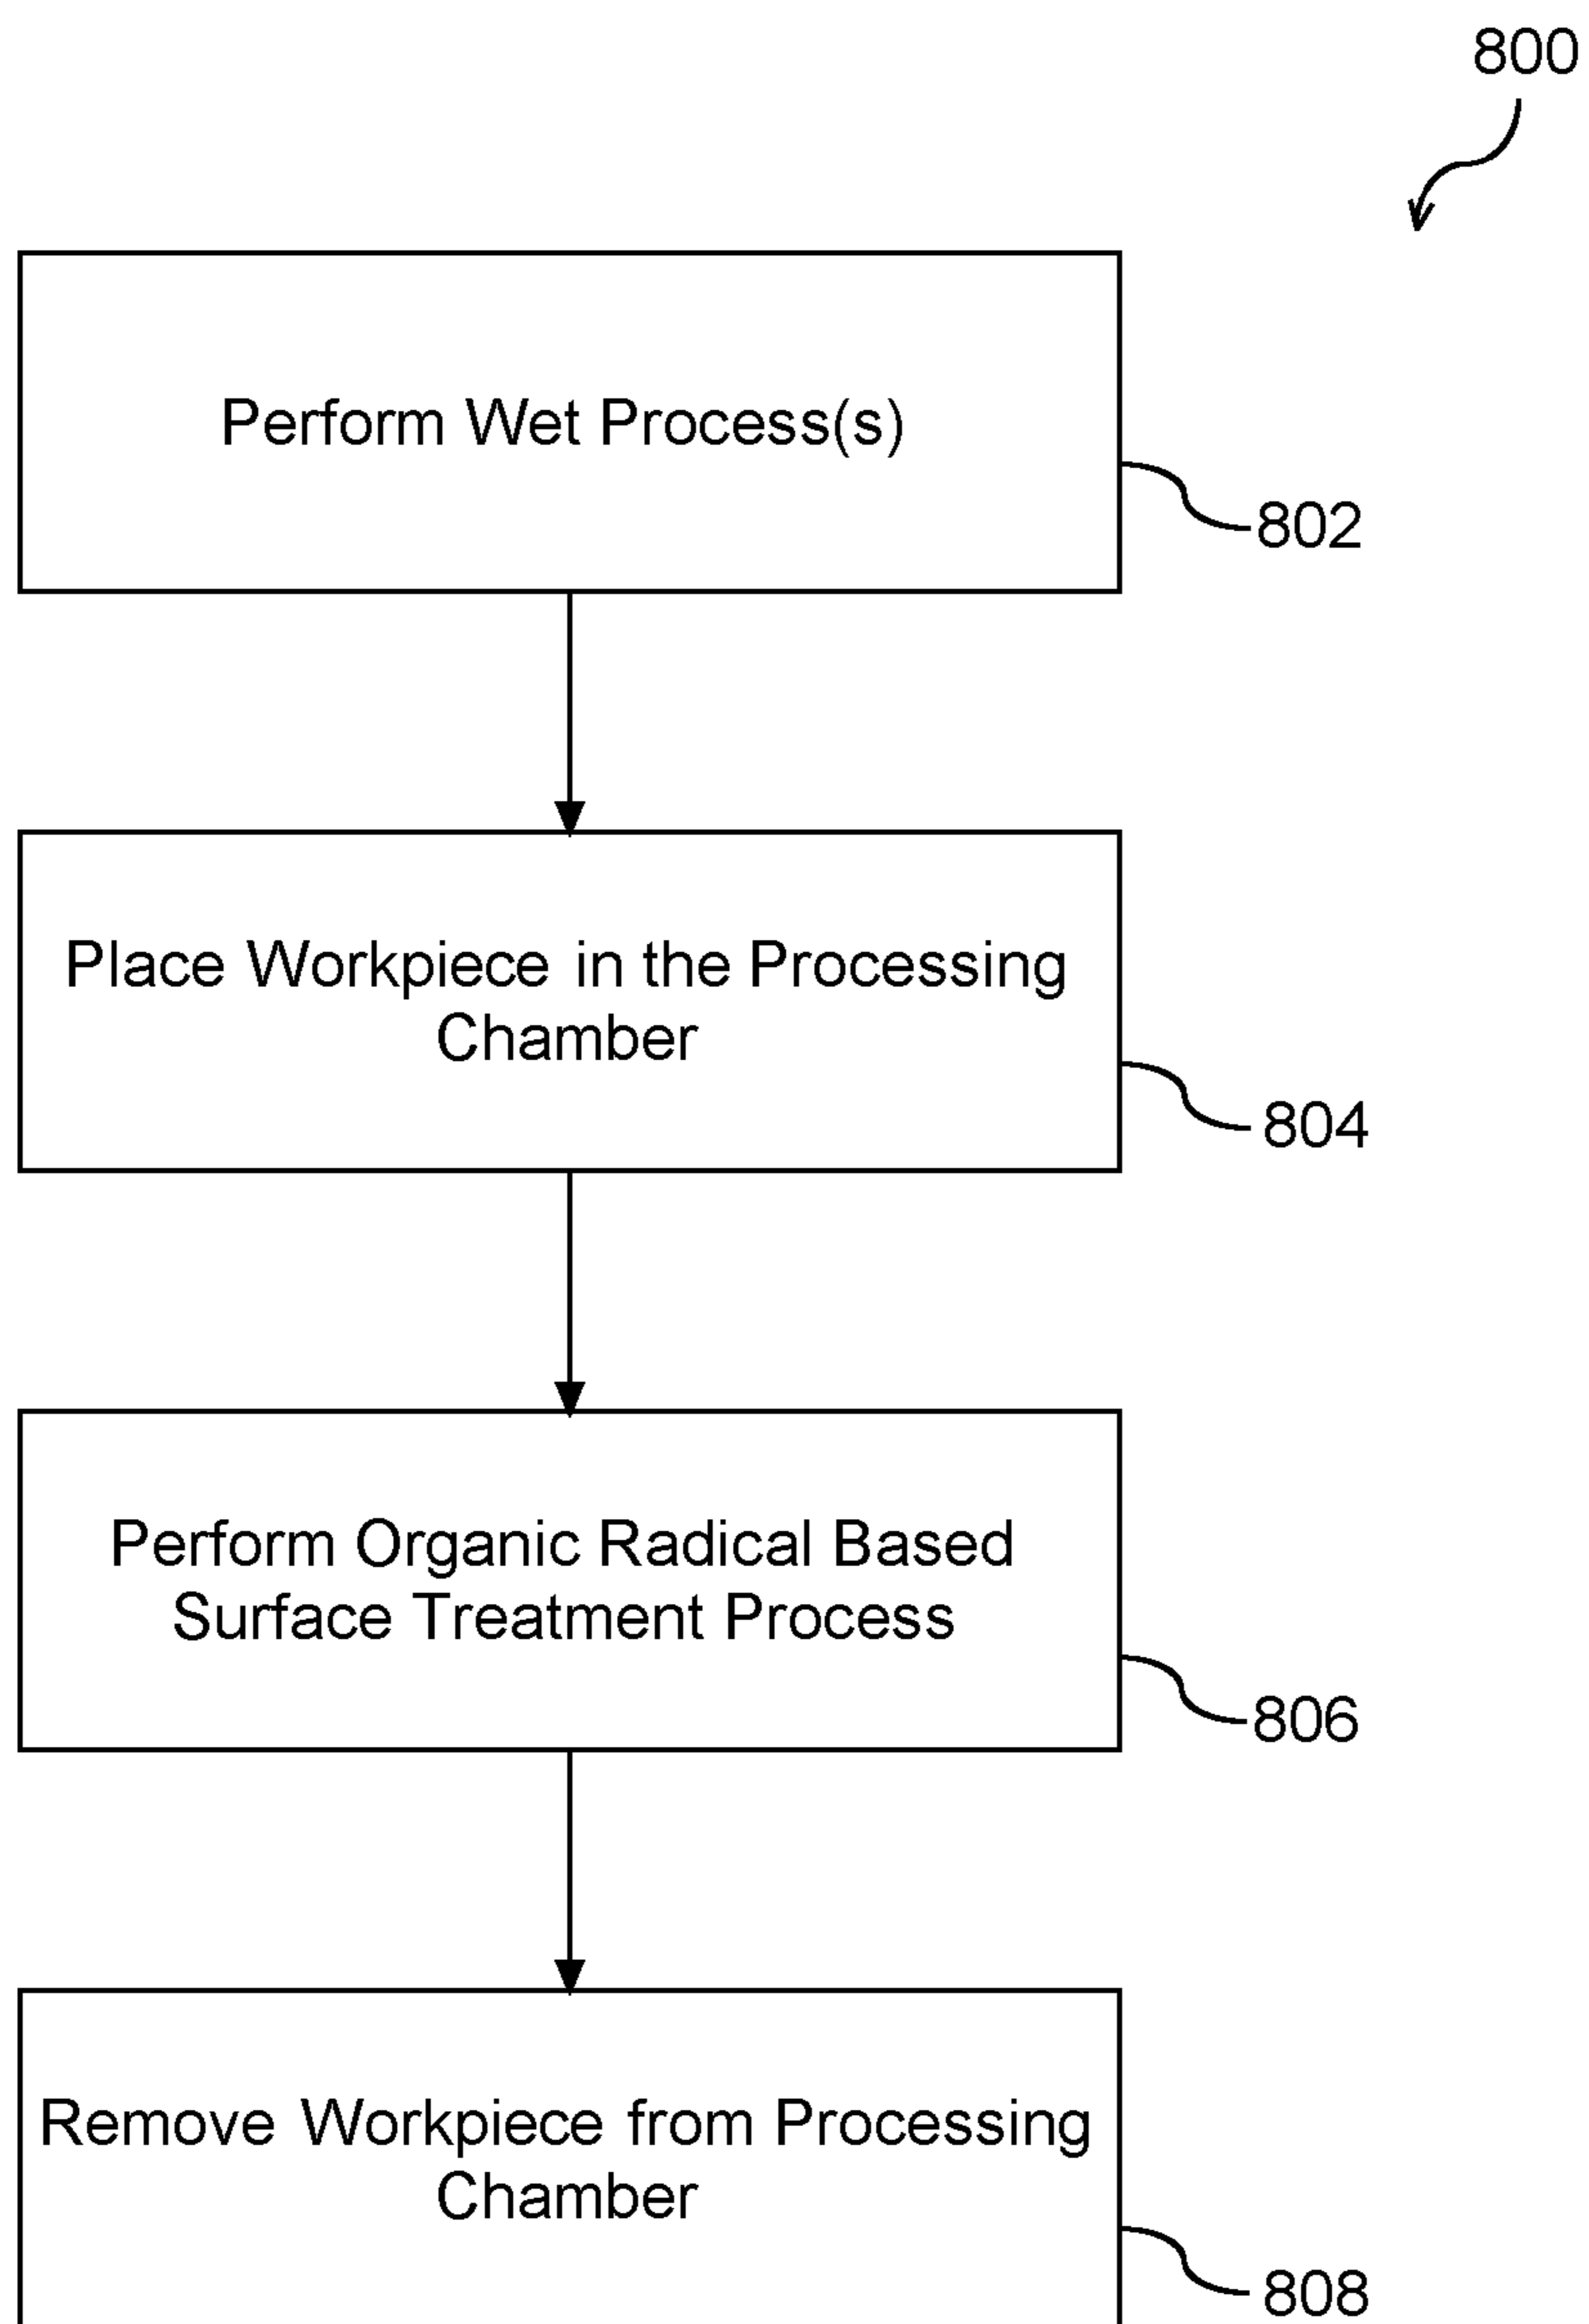 800
Perform Wet Process(s)
802
Place Workpiece in the Processing
Chamber
804
Perform Organic Radical Based
Surface Treatment Process
806
Remove Workpiece from Processing
Chamber
808